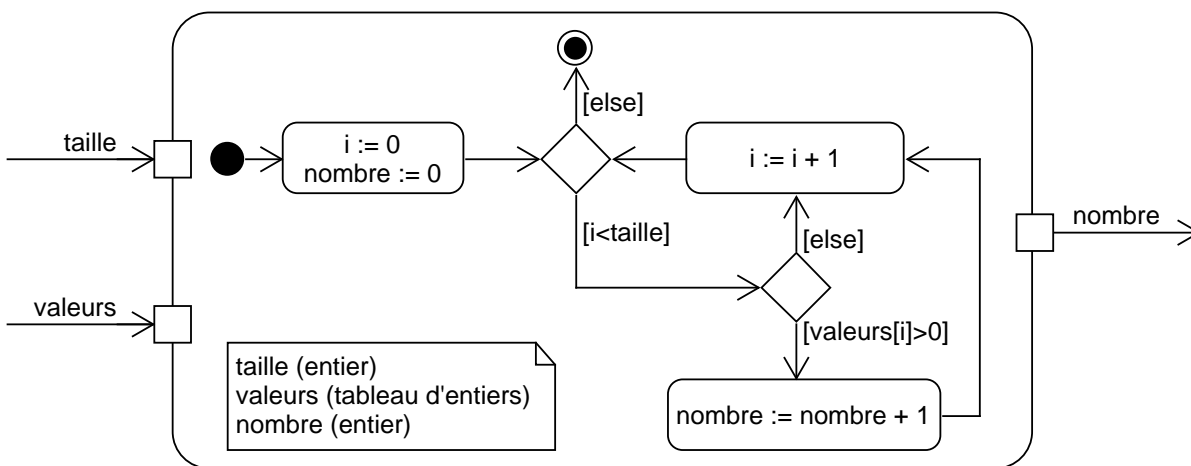 [else]
taille
i := 0
nombre := 0
i := i + 1
[i<taille]
[else]
nombre
valeurs
[valeurs[i]>0]
taille (entier)
valeurs (tableau d'entiers)
nombre (entier)
nombre := nombre + 1